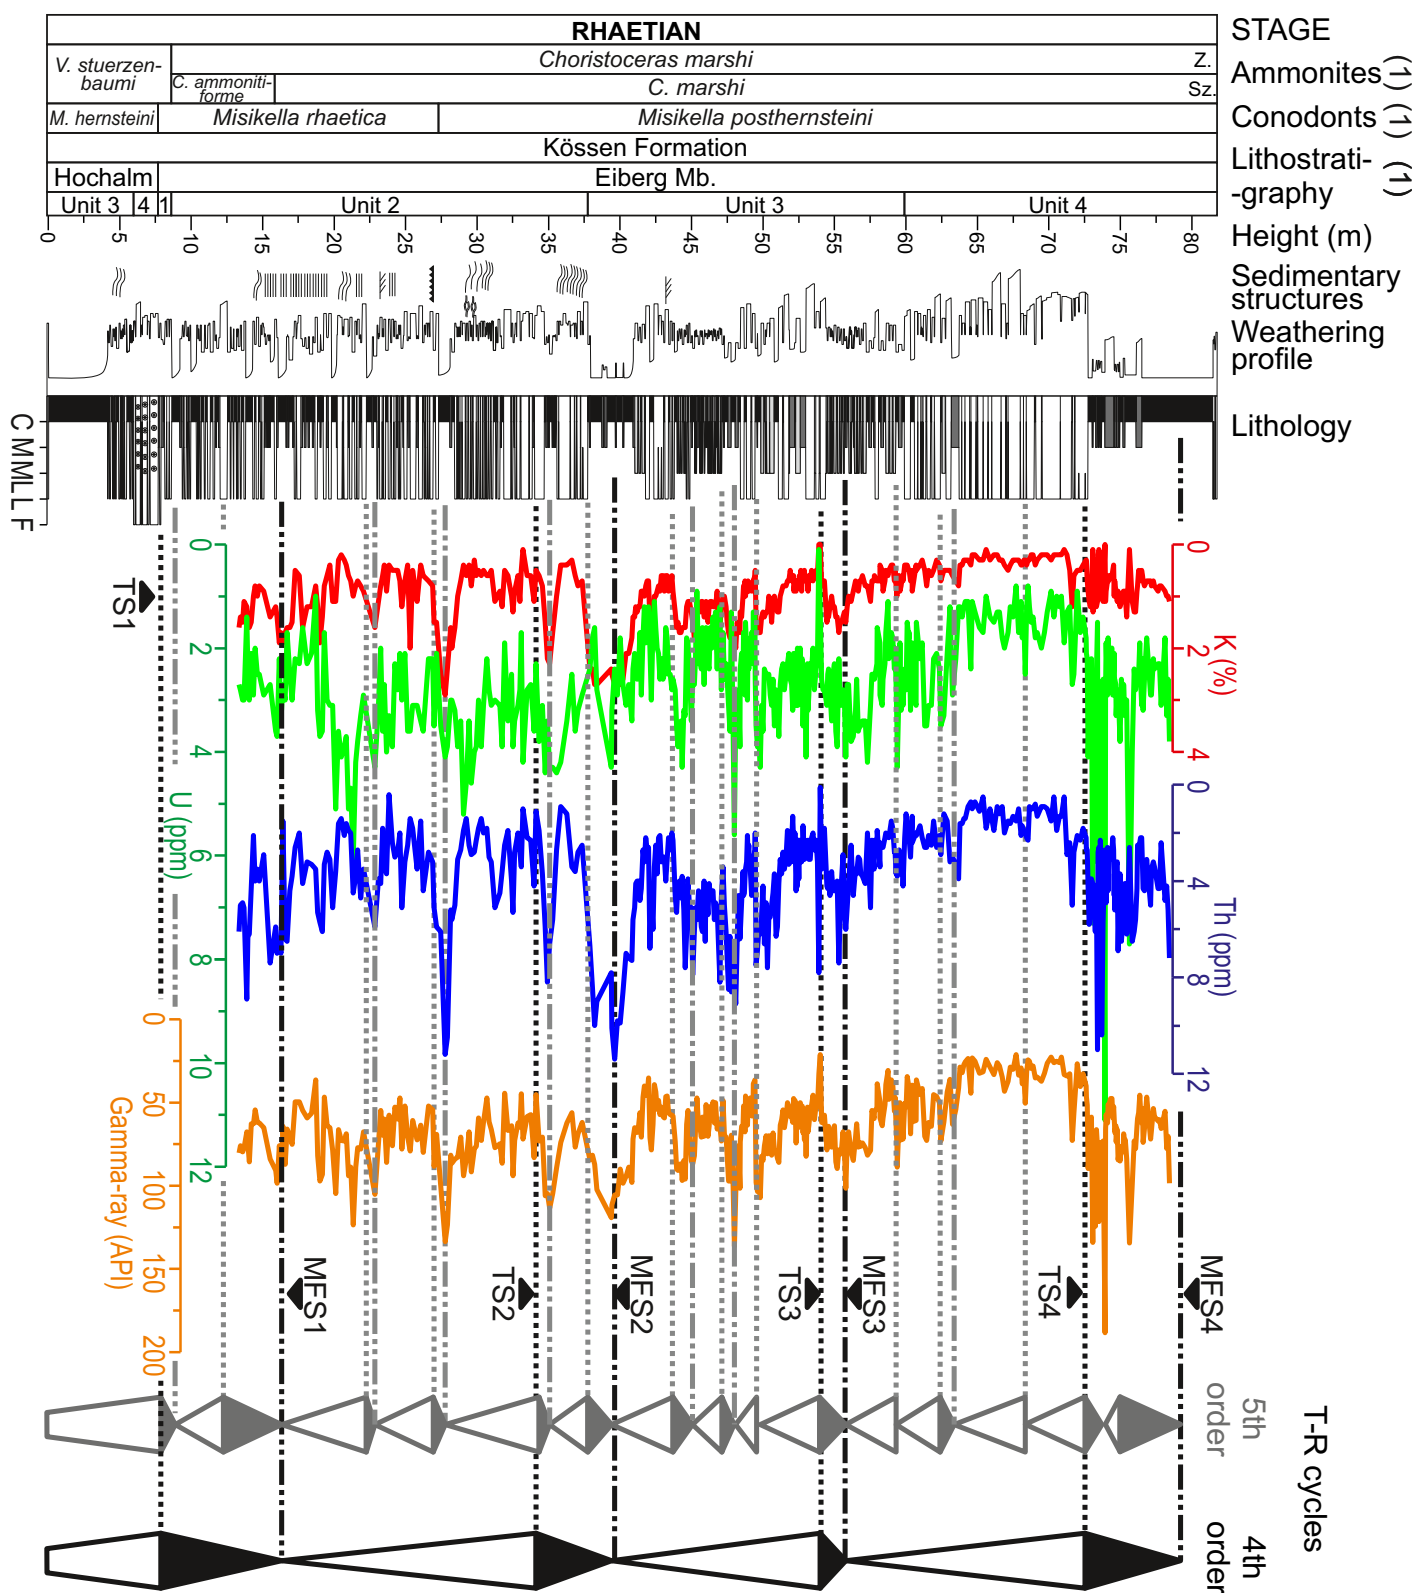 RHAETIAN
STAGE
V. stuerzen-
baumi
Choristoceras marshi
Z.
C. ammoniti-
forme
C. marshi
Sz.
Ammonites (1)
M. hernsteini
Misikella rhaetica
Misikella posthernsteini
Conodonts (1)
Kössen Formation
Hochalm
Eiberg Mb.
Lithostrati-
-graphy (1)
Unit 3
4
1
Unit 2
Unit 3
Unit 4
0 5 10 15 20 25 30 35 40 45 50 55 60 65 70 75 80
Height (m)
Sedimentary
structures
Weathering
profile
Lithology
C M M L L F
0 2 4
K (%)
0 2 4 6 8 10 12
U (ppm)
0 4 8 12
Th (ppm)
0 50 100 150 200
Gamma-ray (API)
TS1
MFS1
TS2
MFS2
TS3
MFS3
TS4
MFS4
5th
order
4th
order
T-R cycles